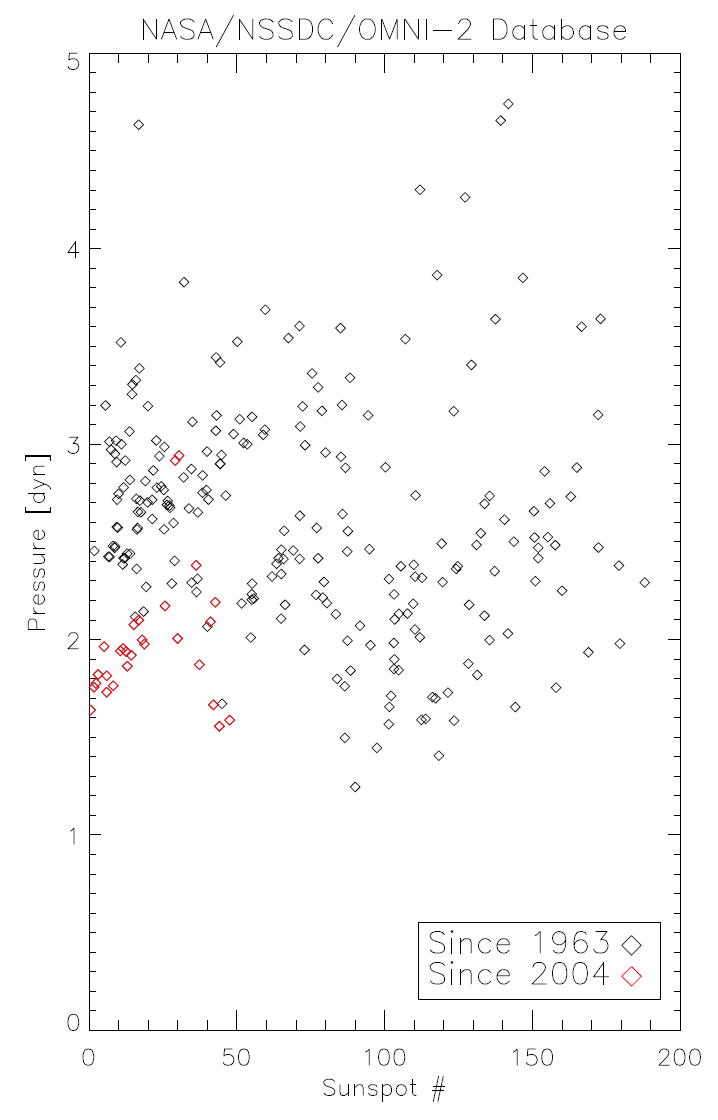 NASA/NSSDC/OMNI-2 Database
5
4
3
2
1
0
Pressure [dyn]
Since 1963
Since 2004
0 50 100 150 200
Sunspot #